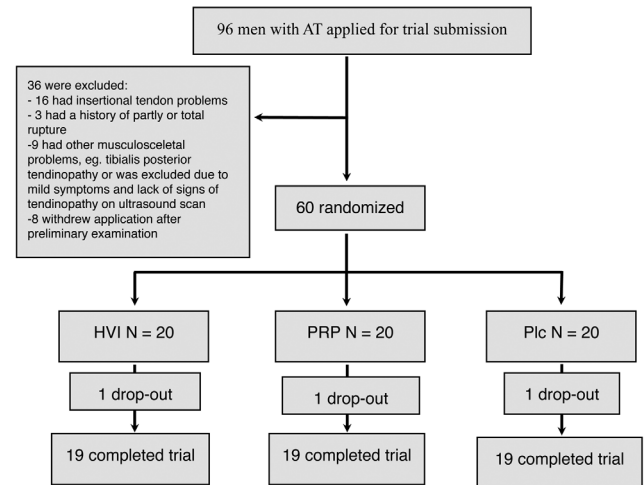 96 men with AT applied for trial submission
36 were excluded:
- 16 had insertional tendon problems
- 3 had a history of partly or total
rupture
-9 had other musculosceletal
problems, eg. tibialis posterior
tendinopathy or was excluded due to
mild symptoms and lack of signs of
tendinopathy on ultrasound scan
-8 withdrew application after
preliminary examination
60 randomized
HVI N = 20
PRP N = 20
Plc N = 20
1 drop-out
1 drop-out
1 drop-out
19 completed trial
19 completed trial
19 completed trial